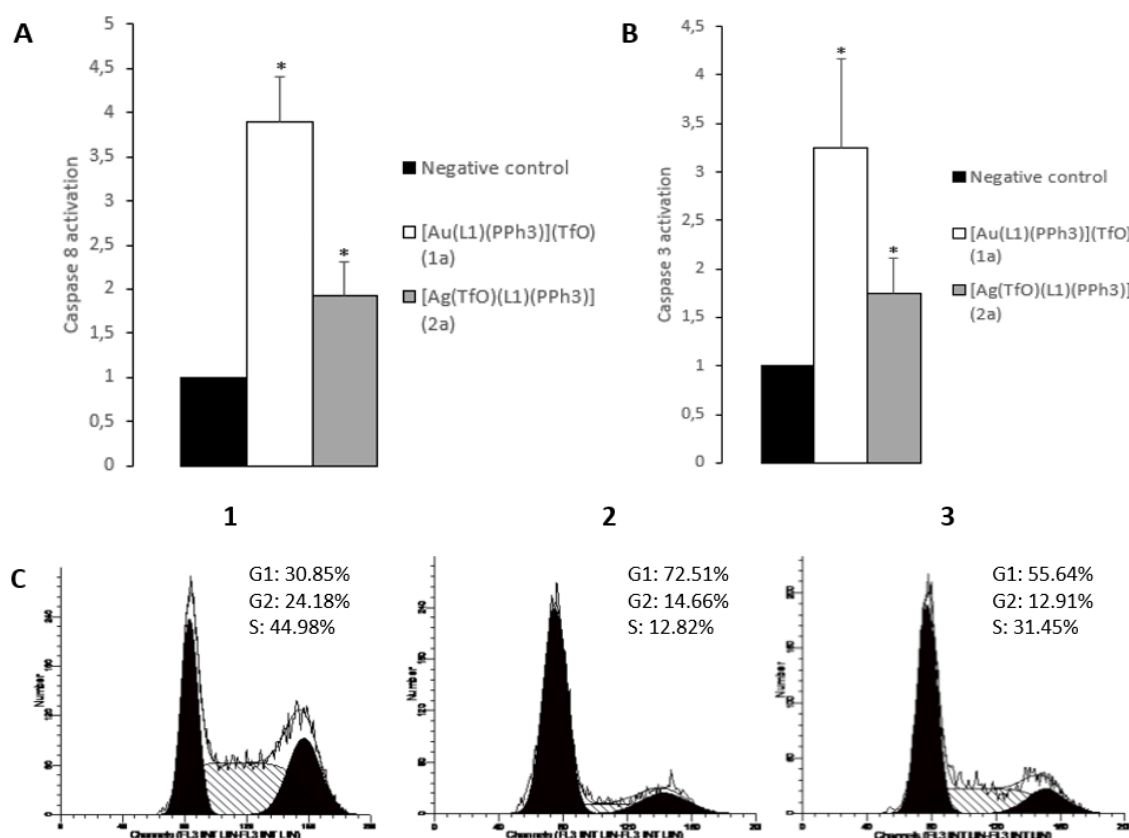 A
Caspase 8 activation
5
4,5
4
3,5
3
2,5
2
1,5
1
0,5
0
*
*
Negative control
[Au(L1)(PPh3)](TfO)
(1a)
[Ag(TfO)(L1)(PPh3)]
(2a)
B
Caspase 3 activation
4,5
4
3,5
3
2,5
2
1,5
1
0,5
0
*
*
Negative control
[Au(L1)(PPh3)](TfO)
(1a)
[Ag(TfO)(L1)(PPh3)]
(2a)
1
2
3
C
G1: 30.85%
G2: 24.18%
S: 44.98%
Number
G1: 72.51%
G2: 14.66%
S: 12.82%
Number
G1: 55.64%
G2: 12.91%
S: 31.45%
Number